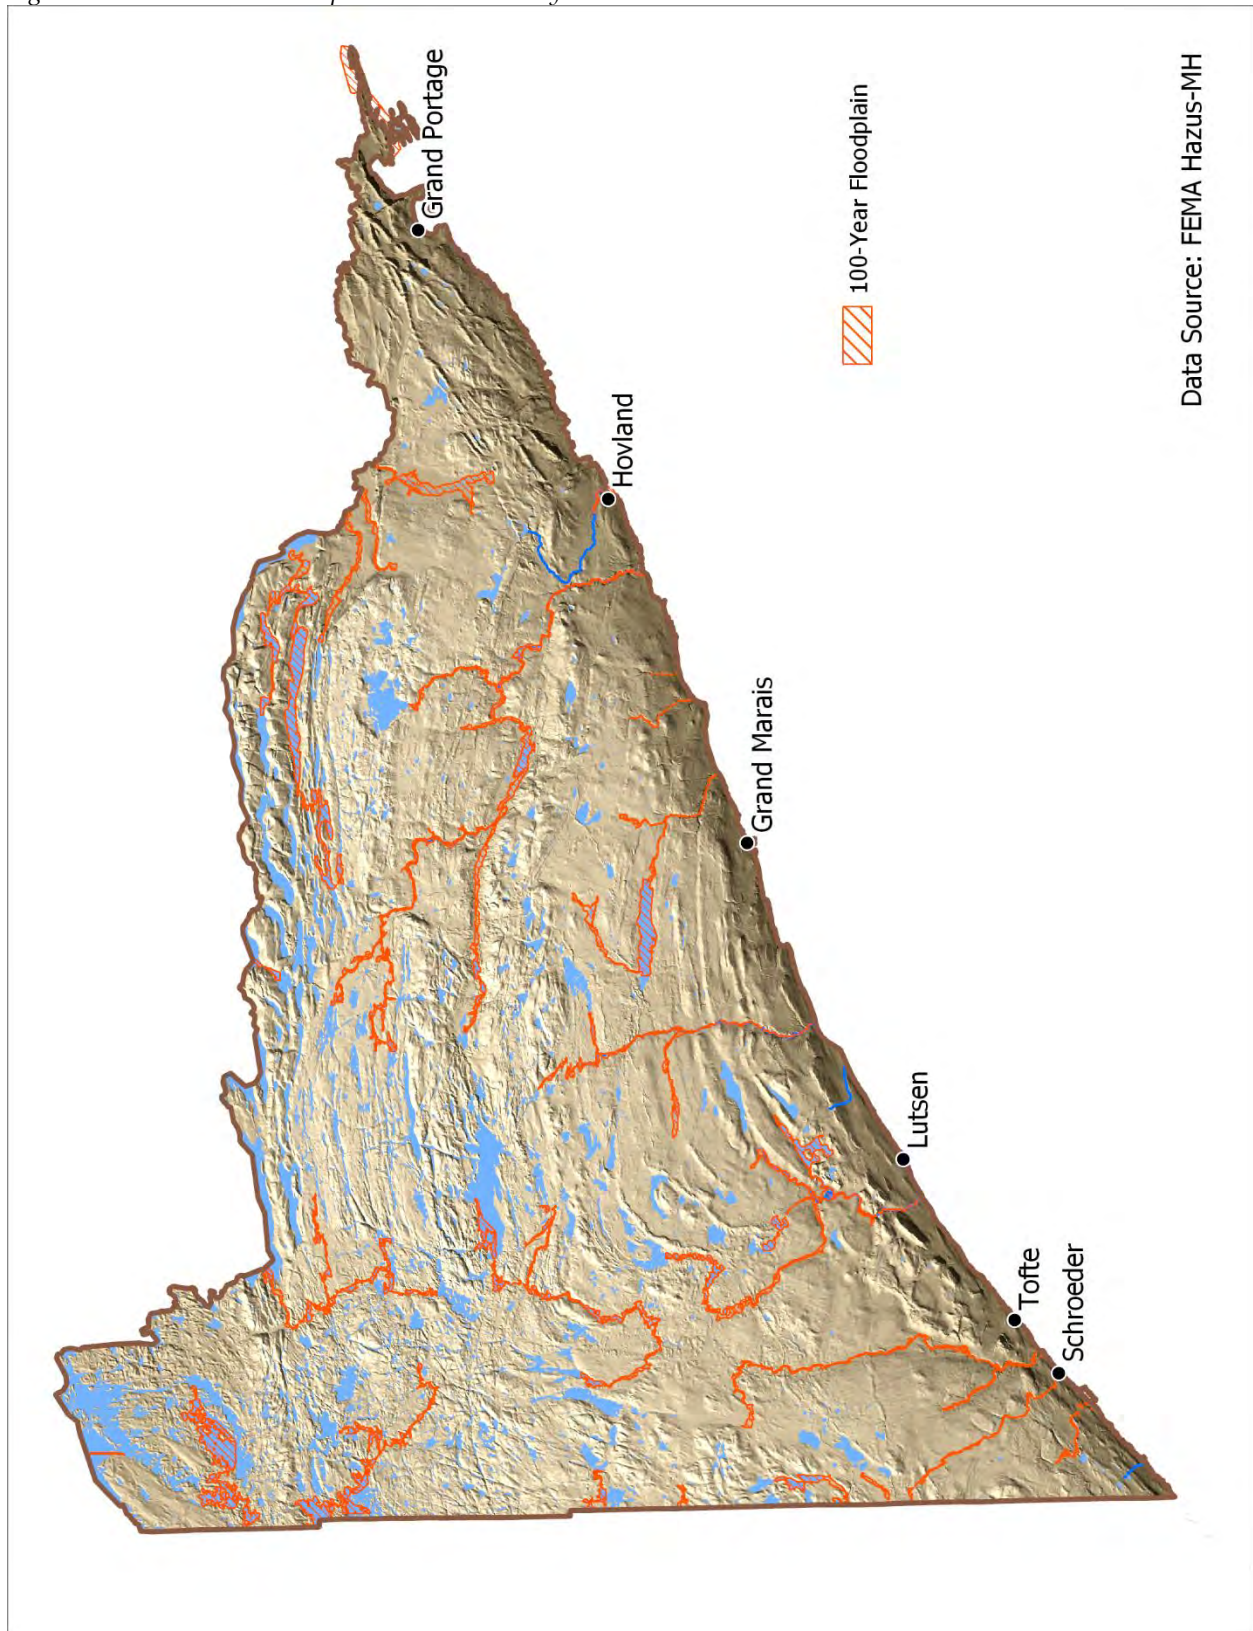 Grand Portage
Hovland
Grand Marais
Lutsen
Tofte
Schroeder
100-Year Floodplain
Data Source: FEMA Hazus-MH